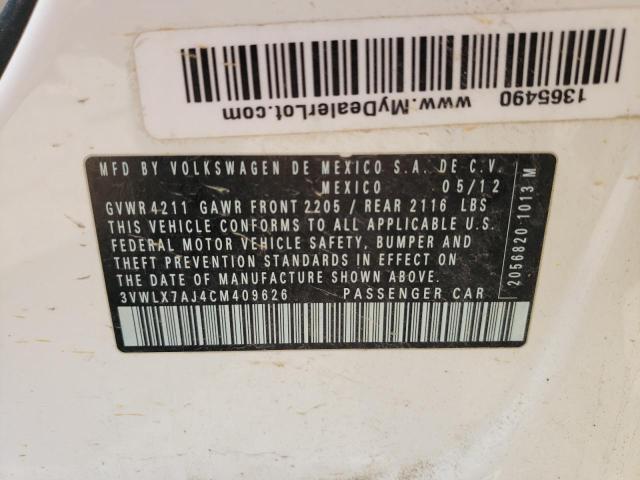 1365490
www.MyDealerLot.com
MFD BY VOLKSWAGEN DE MEXICO S.A. DE C.V.
MEXICO 05/12
GVWR 4211 GAWR FRONT 2205 / REAR 2116 LBS
THIS VEHICLE CONFORMS TO ALL APPLICABLE U.S.
FEDERAL MOTOR VEHICLE SAFETY, BUMPER AND
THEFT PREVENTION STANDARDS IN EFFECT ON
THE DATE OF MANUFACTURE SHOWN ABOVE.
3VWLX7AJ4CM409626 PASSENGER CAR
2056820 1013 M